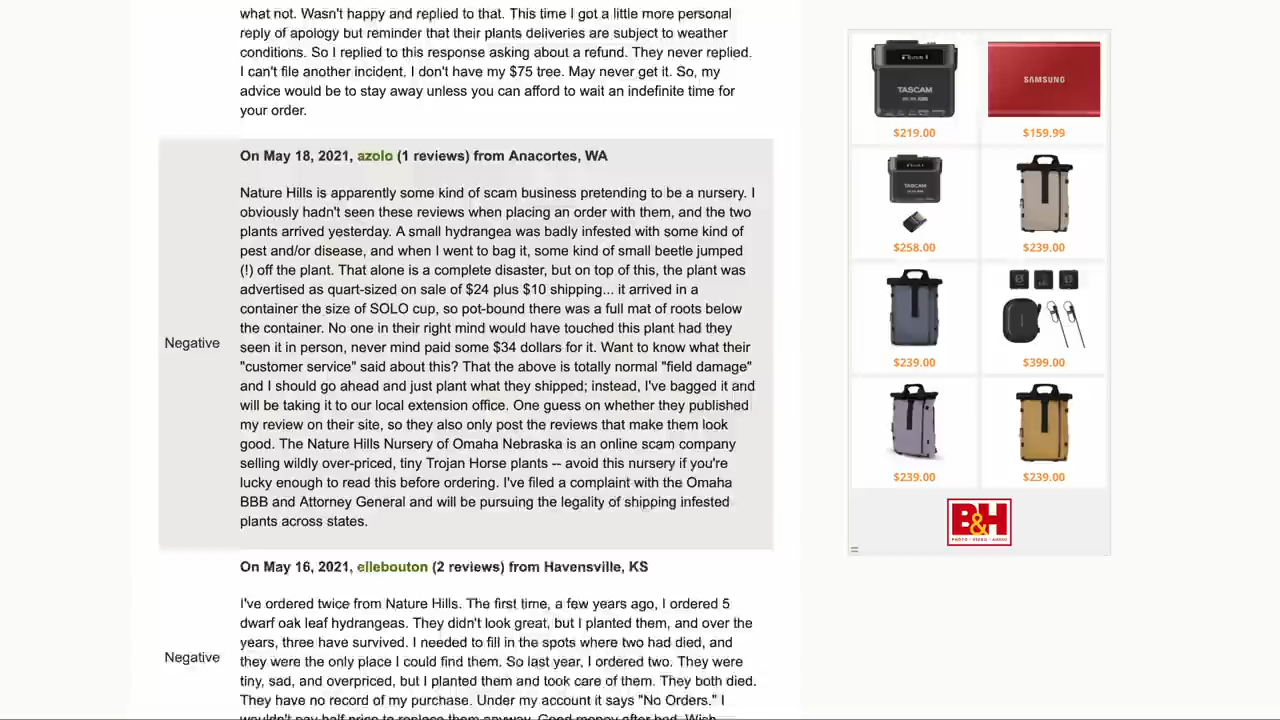 what not. Wasn't happy and replied to that. This time I got a little more personal
reply of apology but reminder that their plants deliveries are subject to weather
conditions. So I replied to this response asking about a refund. They never replied.
I can't file another incident. I don't have my $75 tree. May never get it. So, my
advice would be to stay away unless you can afford to wait an indefinite time for
your order.
On May 18, 2021, azolo (1 reviews) from Anacortes, WA
Negative
Nature Hills is apparently some kind of scam business pretending to be a nursery. I
obviously hadn't seen these reviews when placing an order with them, and the two
plants arrived yesterday. A small hydrangea was badly infested with some kind of
pest and/or disease, and when I went to bag it, some kind of small beetle jumped
(!) off the plant. That alone is a complete disaster, but on top of this, the plant was
advertised as a quart-sized on sale of $24 plus $10 shipping... it arrived in a
container the size of SOLO cup, so pot-bound there was a full mat of roots below
the container. No one in their right mind would have touched this plant had they
seen it in person, never mind paid some $34 dollars for it. Want to know what their
"customer service" said about this? That the above is totally normal "field damage"
and I should go ahead and just plant what they shipped; instead, I've bagged it and
will be taking it to our local extension office. One guess on whether they published
my review on their site, so they also only post the reviews that make them look
good. The Nature Hills Nursery of Omaha Nebraska is an online scam company
selling wildly over-priced, tiny Trojan Horse plants -- avoid this nursery if you're
lucky enough to find this before ordering. I've filed a complaint with the Omaha
BBB and Attorney General and will be pursuing the legality of shipping infested
plants across states.
On May 16, 2021, ellebouton (2 reviews) from Havensville, KS
Negative
I've ordered twice from Nature Hills. The first time, a few years ago, I ordered 5
dwarf oak leaf hydrangeas. They didn't look great, but I planted them, and over the
years, three have survived. I needed to fill in the spots where two had died, and
they were the only place I could find them. So last year, I ordered two. They were
tiny, sad, and overpriced, but I planted them and took care of them. They both died.
They have no record of my purchase. Under my account it says "No Orders." I
wouldn't pay half price to replace them anyway. Good money after bad. Wish
TASCAM
SAMSUNG
$219.00
$159.99
TASCAM
$258.00
$239.00
$239.00
$399.00
$239.00
$239.00
B&H
PHOTO · VIDEO · AUDIO